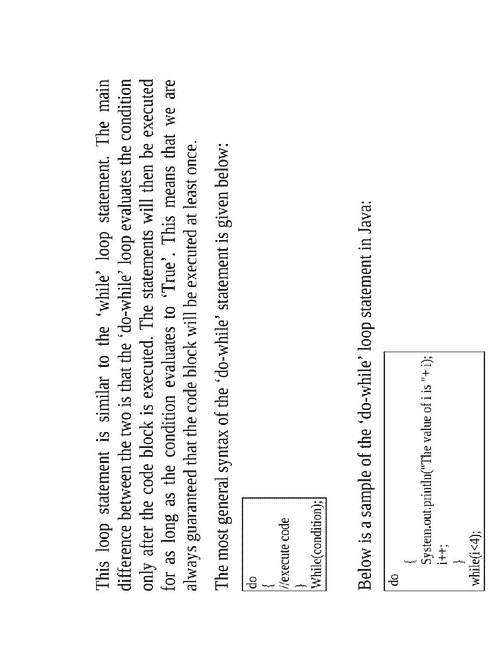 This loop statement is similar to the ‘while’ loop statement. The main
difference between the two is that the ‘do-while’ loop evaluates the condition
only after the code block is executed. The statements will then be executed
for as long as the condition evaluates to ‘True’. This means that we are
always guaranteed that the code block will be executed at least once.
The most general syntax of the ‘do-while’ statement is given below:
do
{
//execute code
}
While(condition);
Below is a sample of the ‘do-while’ loop statement in Java:
do
{
System.out.println("The value of i is "+ i);
i++;
}
while(i<4);